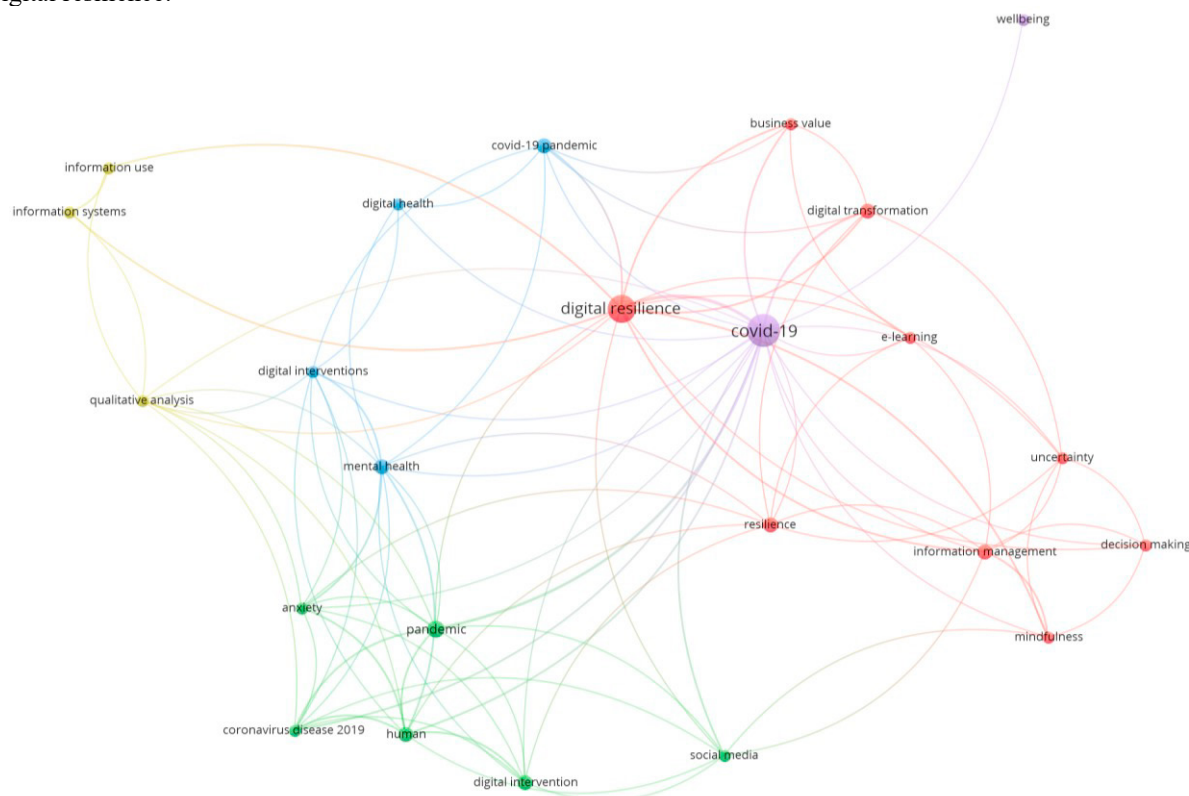 wellbeing
business value
covid-19 pandemic
information use
digital health
information systems
digital transformation
digital resilience
covid-19
e-learning
digital interventions
qualitative analysis
uncertainty
mental health
resilience
decision making
information management
anxiety
pandemic
mindfulness
coronavirus disease 2019
human
social media
digital intervention